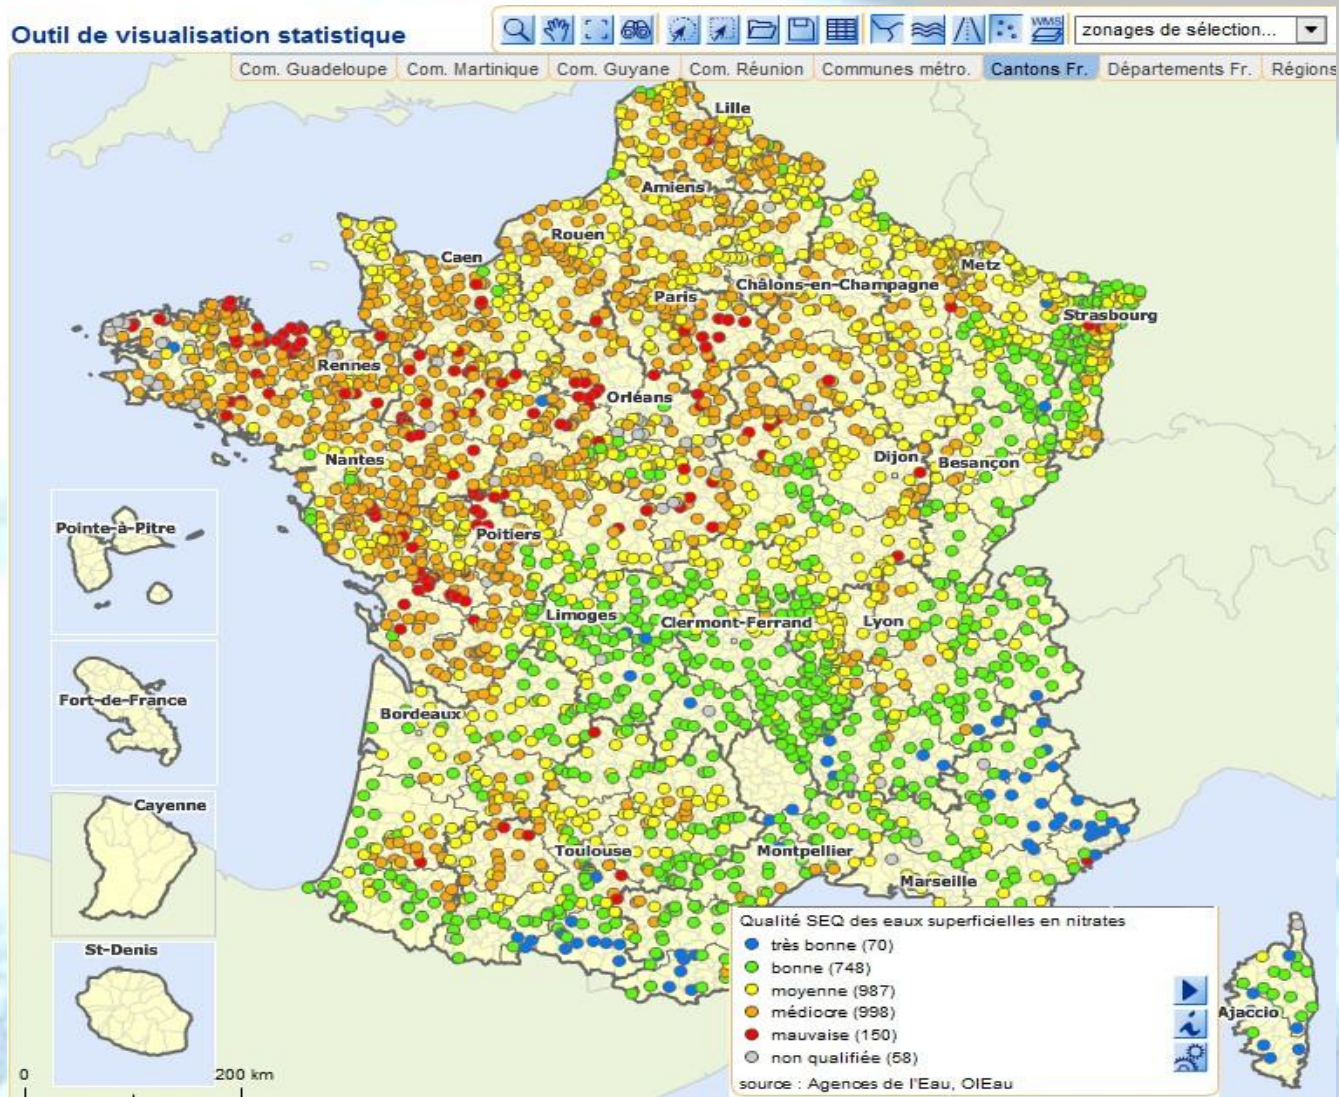 Outil de visualisation statistique
WMS
zonages de sélection...
Com. Guadeloupe
Com. Martinique
Com. Guyane
Com. Réunion
Communes métro.
Cantons Fr.
Départements Fr.
Régions
Lille
Amiens
Rouen
Caen
Metz
Châlons-en-Champagne
Paris
Strasbourg
Rennes
Orléans
Nantes
Dijon
Besançon
Pointe-à-Pitre
Poitiers
Limoges
Clermont-Ferrand
Lyon
Fort-de-France
Bordeaux
Cayenne
Toulouse
Montpellier
Marseille
St-Denis
Ajaccio
Qualité SEQ des eaux superficielles en nitrates
très bonne (70)
bonne (748)
moyenne (987)
médiocre (998)
mauvaise (150)
non qualifiée (58)
source : Agences de l'Eau, OIEau
0 200 km